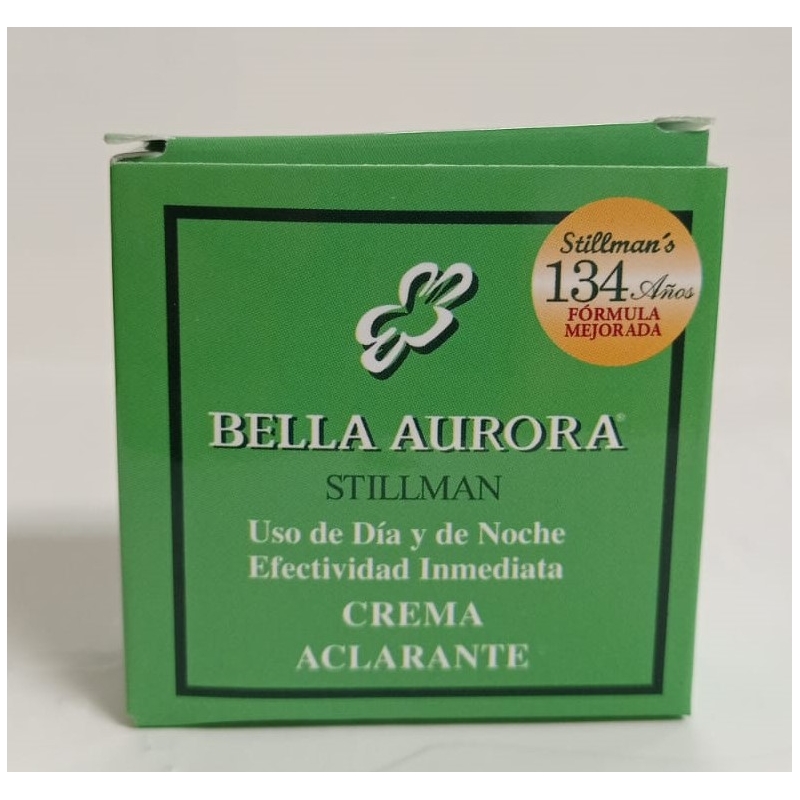 Stillman's
134 Años
FÓRMULA
MEJORADA
BELLA AURORA®
STILLMAN
Uso de Día y de Noche
Efectividad Inmediata
CREMA
ACLARANTE